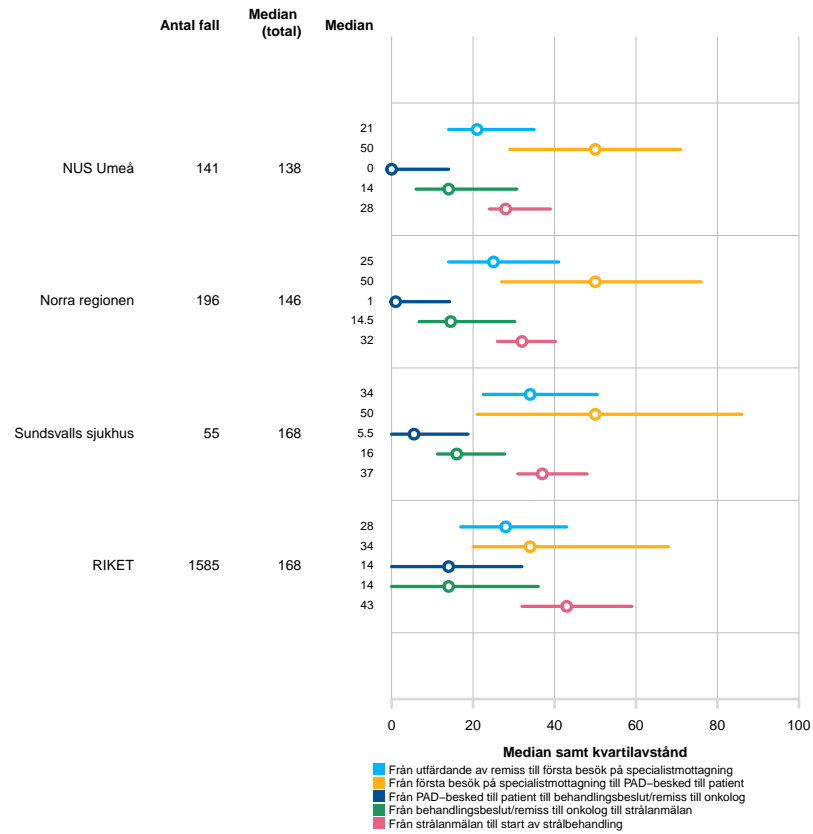 Antal fall Median (total) Median
21
50
NUS Umeå 141 138 0
14
28
25
50
Norra regionen 196 146 1
14.5
32
34
50
Sundsvalls sjukhus 55 168 5.5
16
37
28
34
RIKET 1585 168 14
14
43
0 20 40 60 80 100
Median samt kvartilavstånd
Från utfärdande av remiss till första besök på specialistmottagning
Från första besök på specialistmottagning till PAD–besked till patient
Från PAD–besked till patient till behandlingsbeslut/remiss till onkolog
Från behandlingsbeslut/remiss till onkolog till strålanmälan
Från strålanmälan till start av strålbehandling